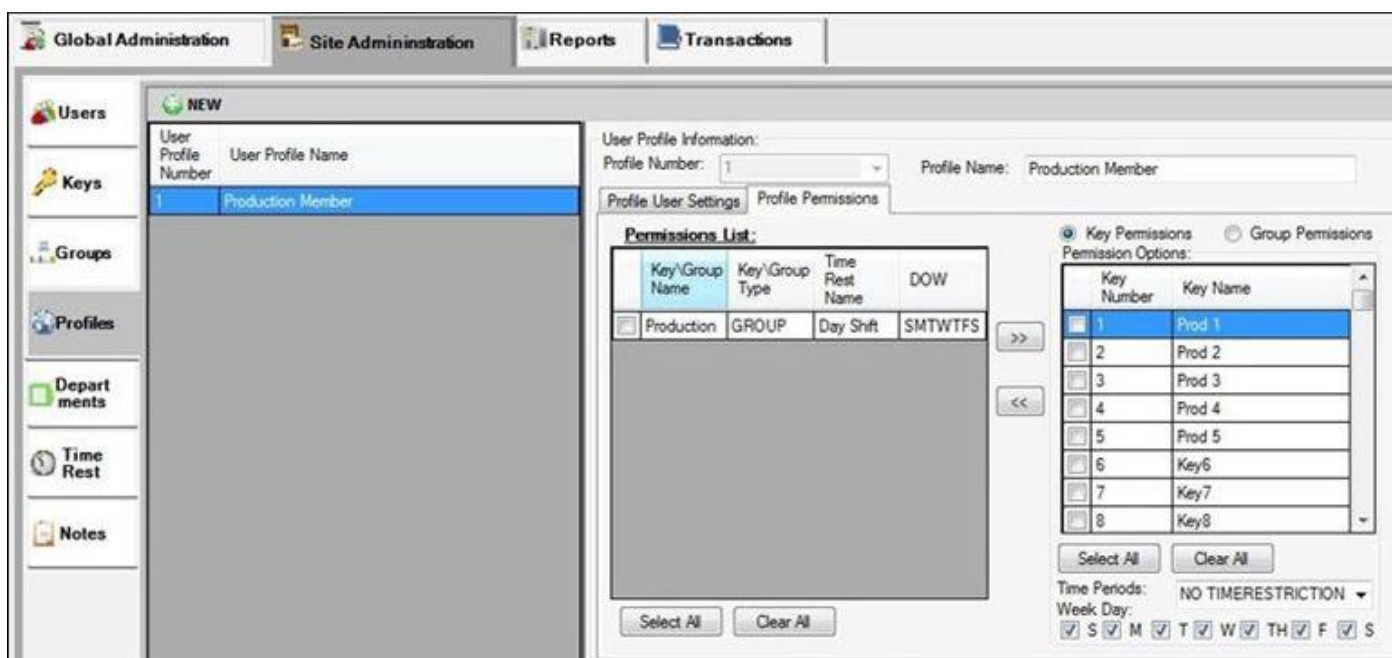 Global Administration Site Admininstration Reports Transactions
Users
Keys
Groups
Profiles
Depart
ments
Time
Rest
Notes
NEW
User
Profile
Number
User Profile Name
1 Production Member
User Profile Information:
Profile Number: 1 Profile Name: Production Member
Profile User Settings Profile Permissions
Permissions List:
Key\Group
Name
Key\Group
Type
Time
Rest
Name
DOW
Production GROUP Day Shift SMTWTFS
>>
<<
Select All Clear All
Key Permissions Group Permissions
Permission Options:
Key
Number
Key Name
1 Prod 1
2 Prod 2
3 Prod 3
4 Prod 4
5 Prod 5
6 Key6
7 Key7
8 Key8
Select All Clear All
Time Periods: NO TIMERESTRICTION
Week Day:
S M T W TH F S